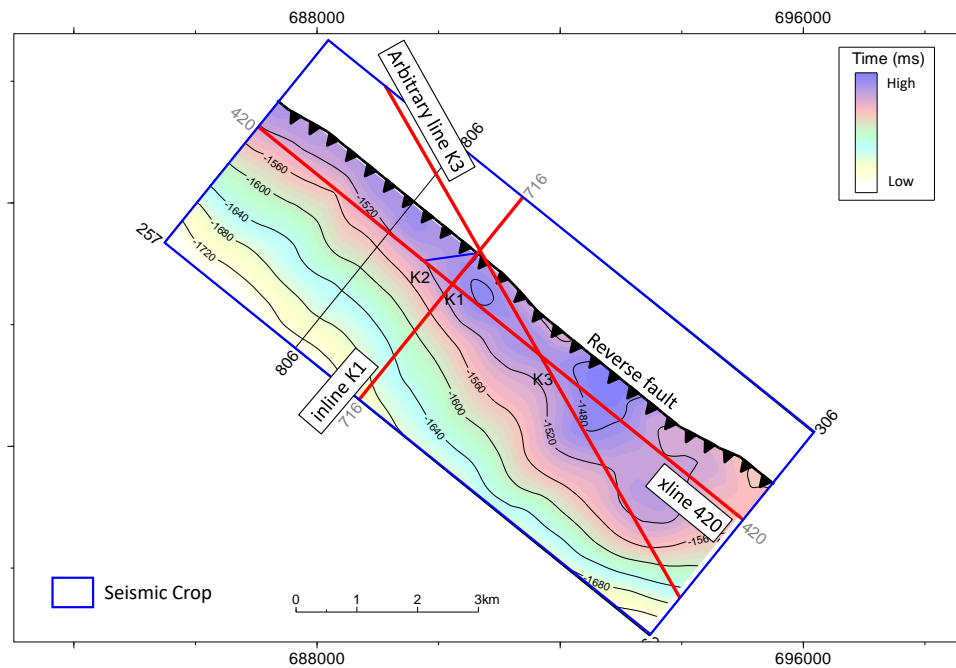 688000
696000
Time (ms)
High
Low
Arbitrary line K3
806
420
716
-1560
-1520
-1600
-1640
-1680
-1720
257
K2
K1
K3
Reverse fault
-1480
-1560
-1520
-1600
-1640
306
806
inline K1
716
xline 420
420
-1680
Seismic Crop
0
1
2
3km
688000
696000